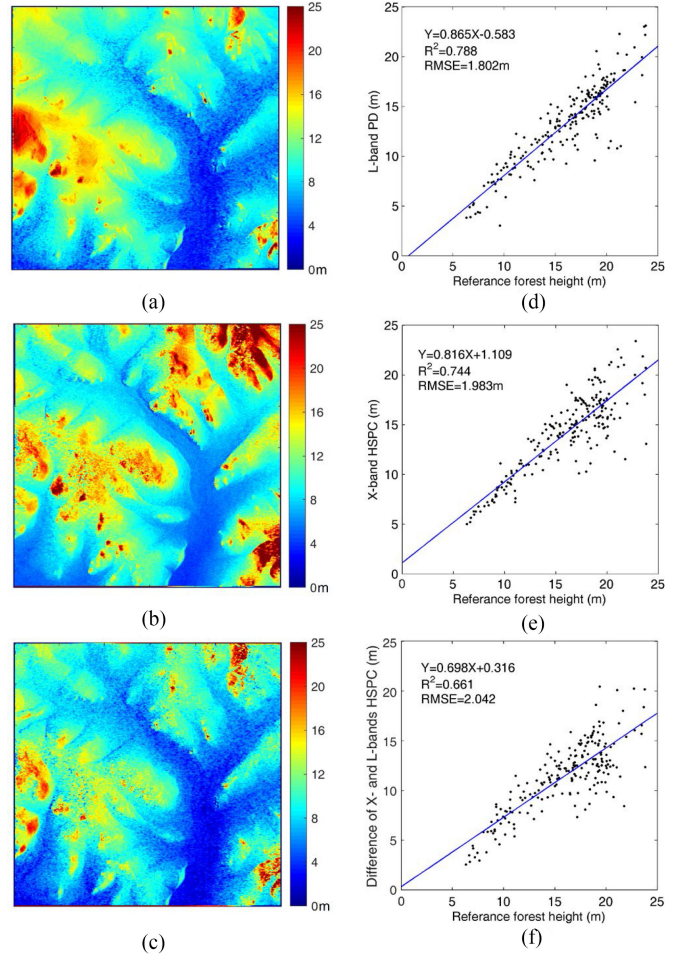 25
20
16
12
8
4
0m
(a)
25
20
15
10
5
0
L-band PD (m)
Y=0.865X-0.583
R²=0.788
RMSE=1.802m
0 5 10 15 20 25
Referance forest height (m)
(d)
25
20
16
12
8
4
0m
(b)
25
20
15
10
5
0
X-band HSPC (m)
Y=0.816X+1.109
R²=0.744
RMSE=1.983m
0 5 10 15 20 25
Referance forest height (m)
(e)
25
20
16
12
8
4
0m
(c)
25
20
15
10
5
0
Difference of X- and L-bands HSPC (m)
Y=0.698X+0.316
R²=0.661
RMSE=2.042
0 5 10 15 20 25
Referance forest height (m)
(f)